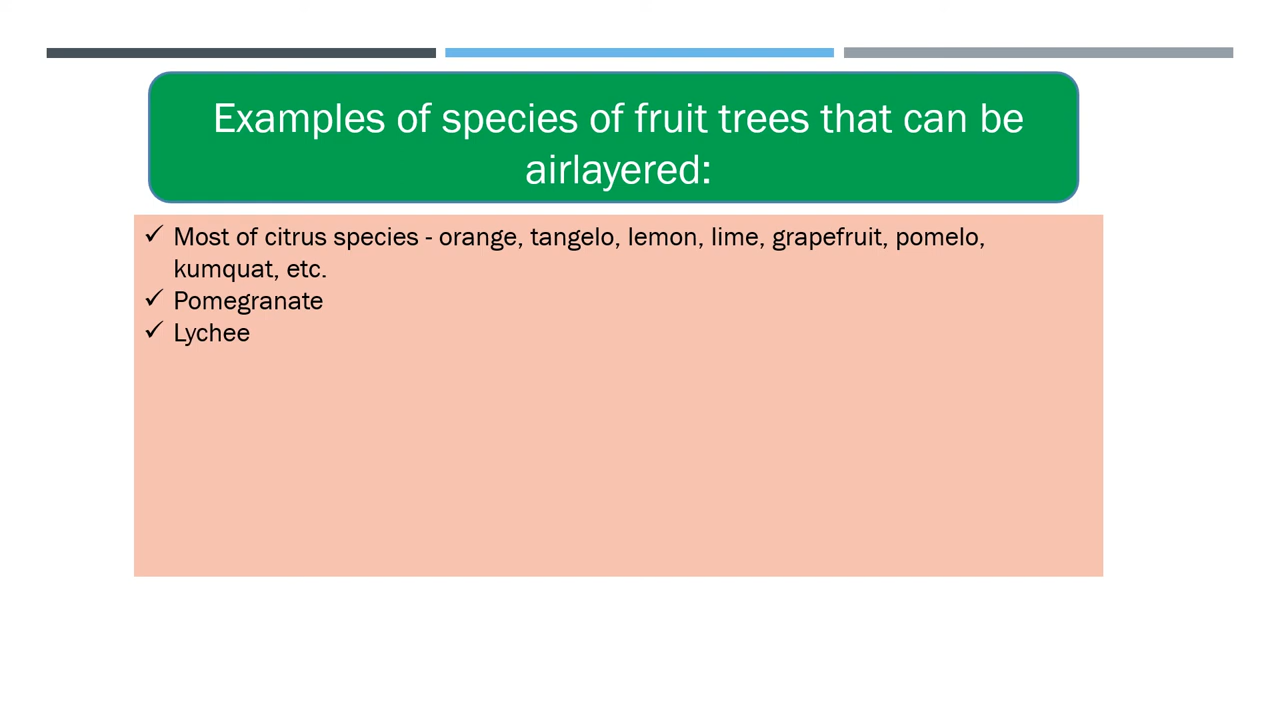 Examples of species of fruit trees that can be
airlayered:
✓ Most of citrus species - orange, tangelo, lemon, lime, grapefruit, pomelo,
kumquat, etc.
✓ Pomegranate
✓ Lychee